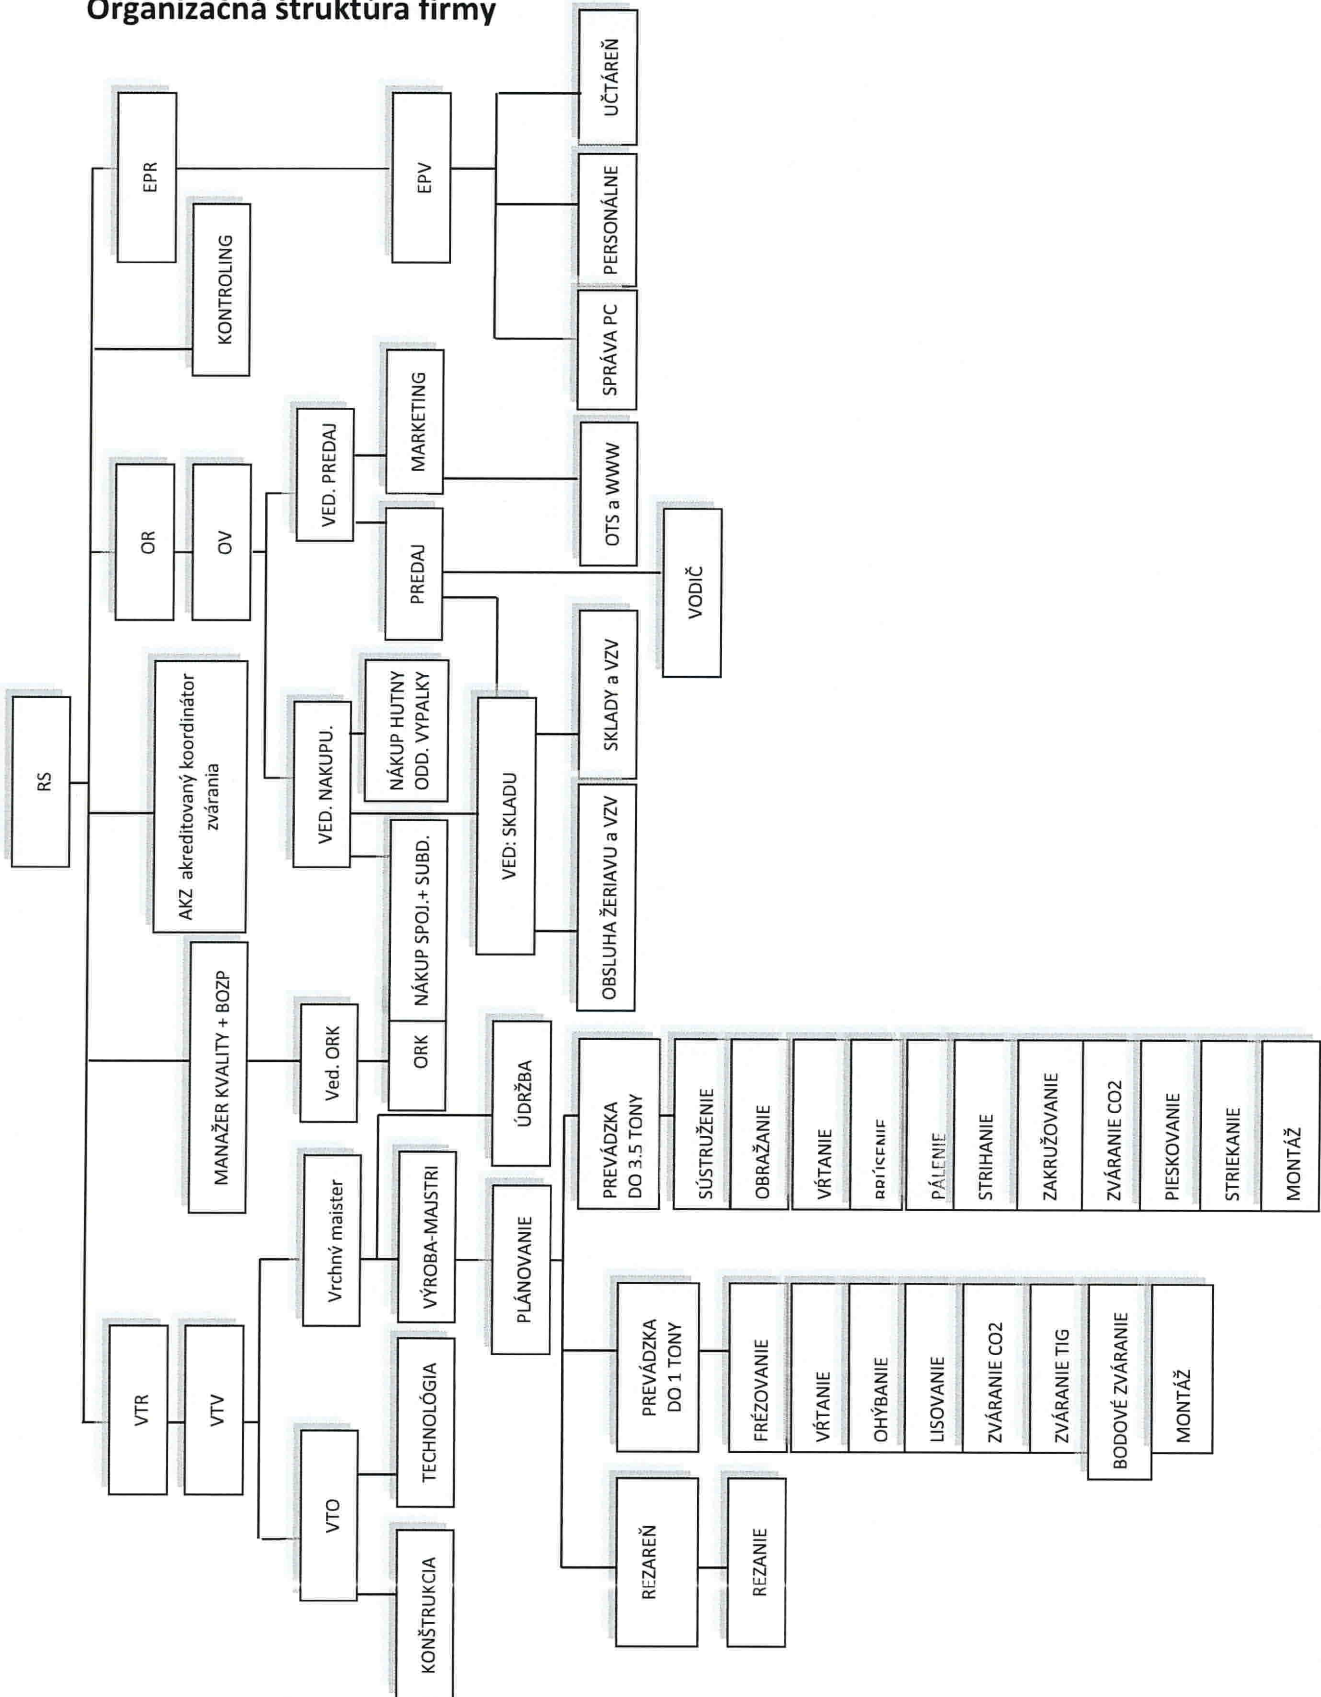 Organizačná štruktúra firmy
RS
VTR
VTV
MANAŽER KVALITY + BOZP
AKZ akreditovaný koordinátor
zvárania
OR
OV
KONTROLING
EPR
VTO
Vrchný maister
Ved. ORK
VED. NAKUPU.
VED. PREDAJ
KONŠTRUKCIA
TECHNOLÓGIA
VÝROBA-MAJSTRI
ORK
NÁKUP SPOJ.+ SUBD.
NÁKUP HUTNY
ODD. VYPALKY
PREDAJ
MARKETING
EPV
PLÁNOVANIE
ÚDRŽBA
VED: SKLADU
OBSLUHA ŽERIAVU a VZV
SKLADY a VZV
OTS a WWW
SPRÁVA PC
PERSONÁLNE
UČTÁREŇ
VODIČ
REZAREŇ
REZANIE
PREVÁDZKA
DO 1 TONY
FRÉZOVANIE
VŔTANIE
OHÝBANIE
LISOVANIE
ZVÁRANIE CO2
ZVÁRANIE TIG
BODOVÉ ZVÁRANIE
MONTÁŽ
PREVÁDZKA
DO 3.5 TONY
SÚSTRUŽENIE
OBRAŽANIE
VŔTANIE
BRÚSENIE
PÁLENIE
STRIHANIE
ZAKRUŽOVANIE
ZVÁRANIE CO2
PIESKOVANIE
STRIEKANIE
MONTÁŽ